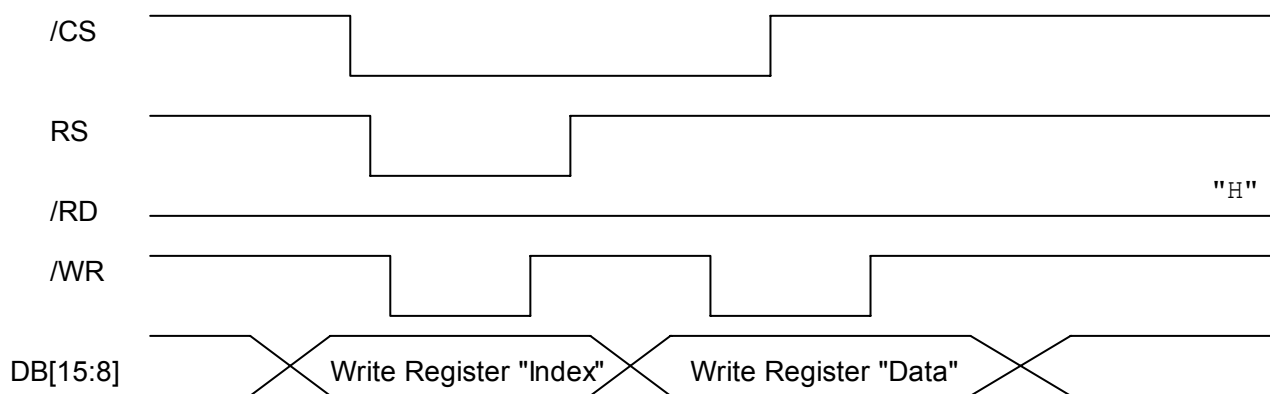 /CS
RS
"H"
/RD
/WR
DB[15:8] Write Register "Index" Write Register "Data"